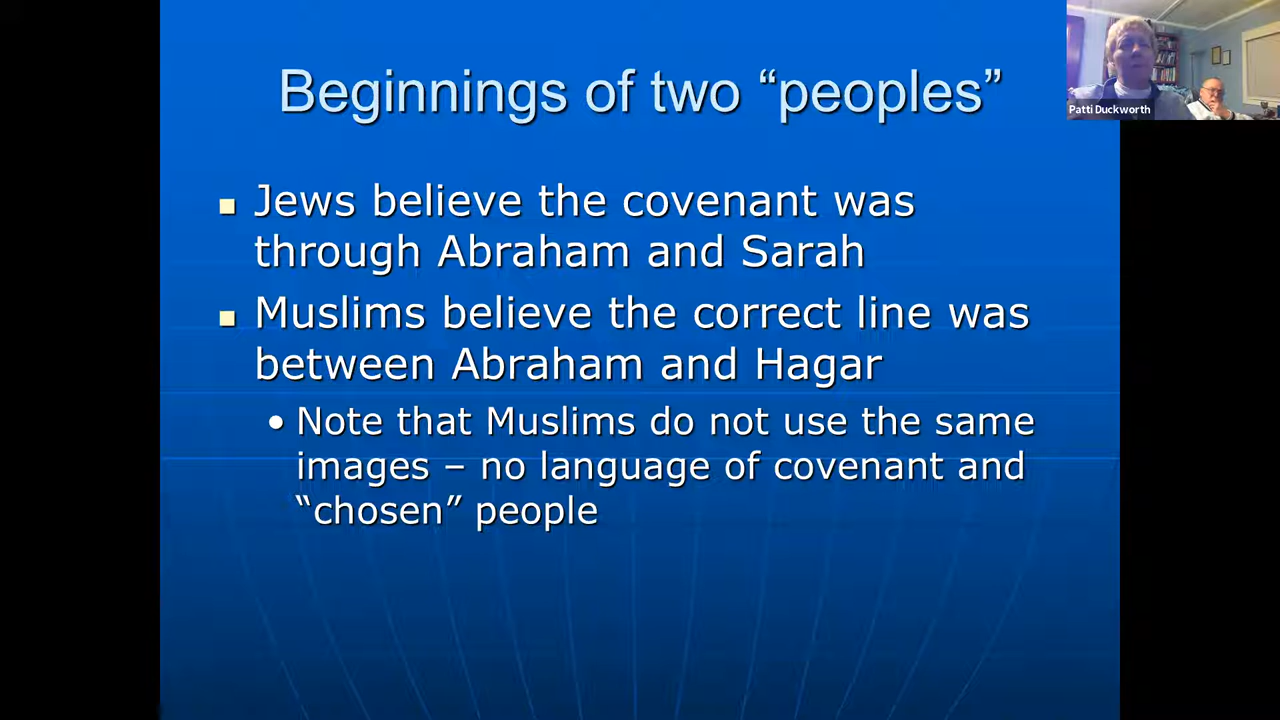 Beginnings of two “peoples”
Patti Duckworth
Jews believe the covenant was
through Abraham and Sarah
Muslims believe the correct line was
between Abraham and Hagar
• Note that Muslims do not use the same
images – no language of covenant and
“chosen” people